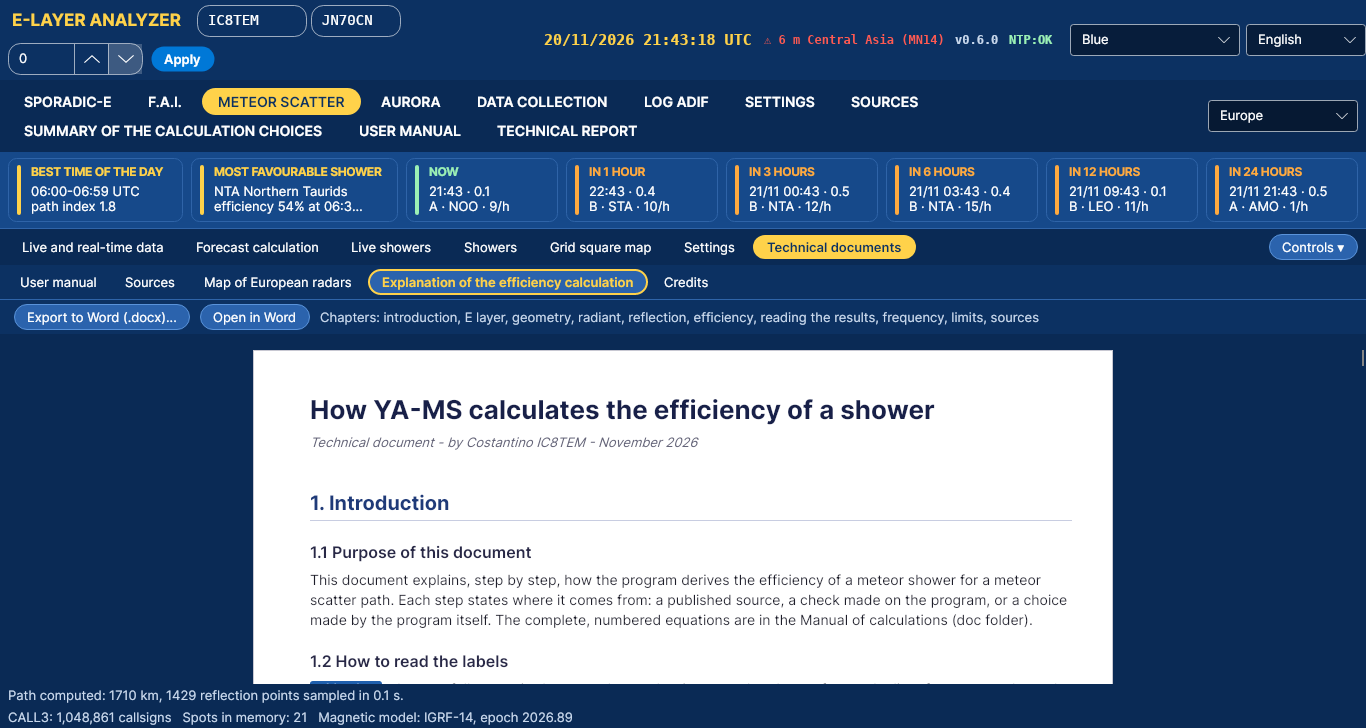 E-LAYER ANALYZER
IC8TEM
JN70CN
0
Apply
20/11/2026 21:43:18 UTC
⚠ 6 m Central Asia (MN14)
v0.6.0
NTP:OK
Blue
English
SPORADIC-E
F.A.I.
METEOR SCATTER
AURORA
DATA COLLECTION
LOG ADIF
SETTINGS
SOURCES
SUMMARY OF THE CALCULATION CHOICES
USER MANUAL
TECHNICAL REPORT
Europe
BEST TIME OF THE DAY
06:00-06:59 UTC
path index 1.8
MOST FAVOURABLE SHOWER
NTA Northern Taurids
efficiency 54% at 06:3...
NOW
21:43 · 0.1
A · NOO · 9/h
IN 1 HOUR
22:43 · 0.4
B · STA · 10/h
IN 3 HOURS
21/11 00:43 · 0.5
B · NTA · 12/h
IN 6 HOURS
21/11 03:43 · 0.4
B · NTA · 15/h
IN 12 HOURS
21/11 09:43 · 0.1
B · LEO · 11/h
IN 24 HOURS
21/11 21:43 · 0.5
A · AMO · 1/h
Live and real-time data
Forecast calculation
Live showers
Showers
Grid square map
Settings
Technical documents
Controls ▾
User manual
Sources
Map of European radars
Explanation of the efficiency calculation
Credits
Export to Word (.docx)...
Open in Word
Chapters: introduction, E layer, geometry, radiant, reflection, efficiency, reading the results, frequency, limits, sources
How YA-MS calculates the efficiency of a shower
Technical document - by Costantino IC8TEM - November 2026
1. Introduction
1.1 Purpose of this document
This document explains, step by step, how the program derives the efficiency of a meteor shower for a meteor
scatter path. Each step states where it comes from: a published source, a check made on the program, or a choice
made by the program itself. The complete, numbered equations are in the Manual of calculations (doc folder).
1.2 How to read the labels
Path computed: 1710 km, 1429 reflection points sampled in 0.1 s.
CALL3: 1,048,861 callsigns
Spots in memory: 21
Magnetic model: IGRF-14, epoch 2026.89